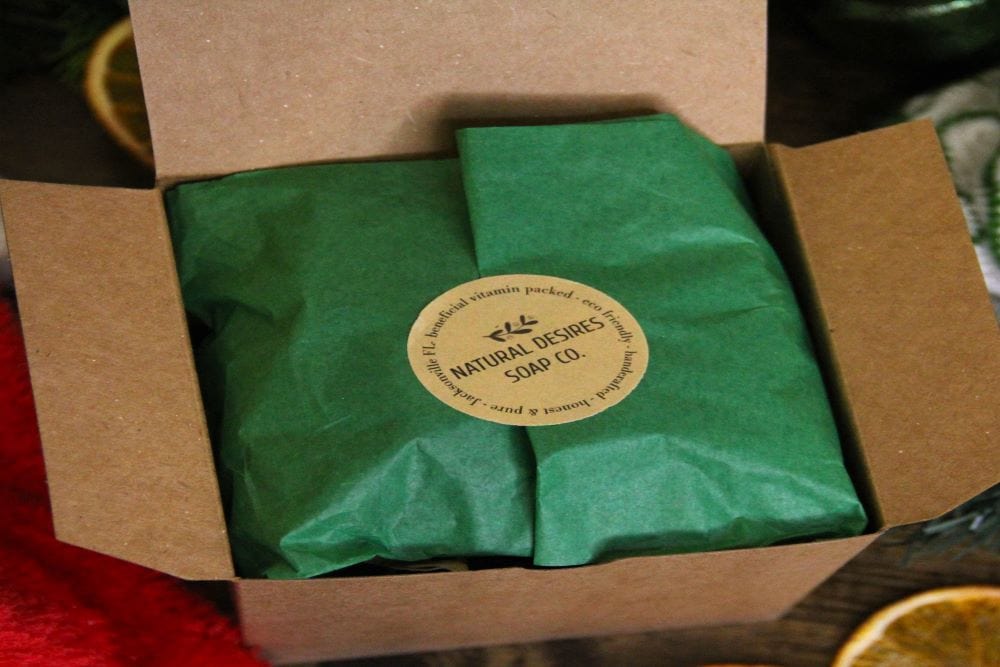 beneficial vitamin packed - eco friendly - handcrafted - honest & pure - Jacksonville FL-
NATURAL DESIRES
SOAP CO.